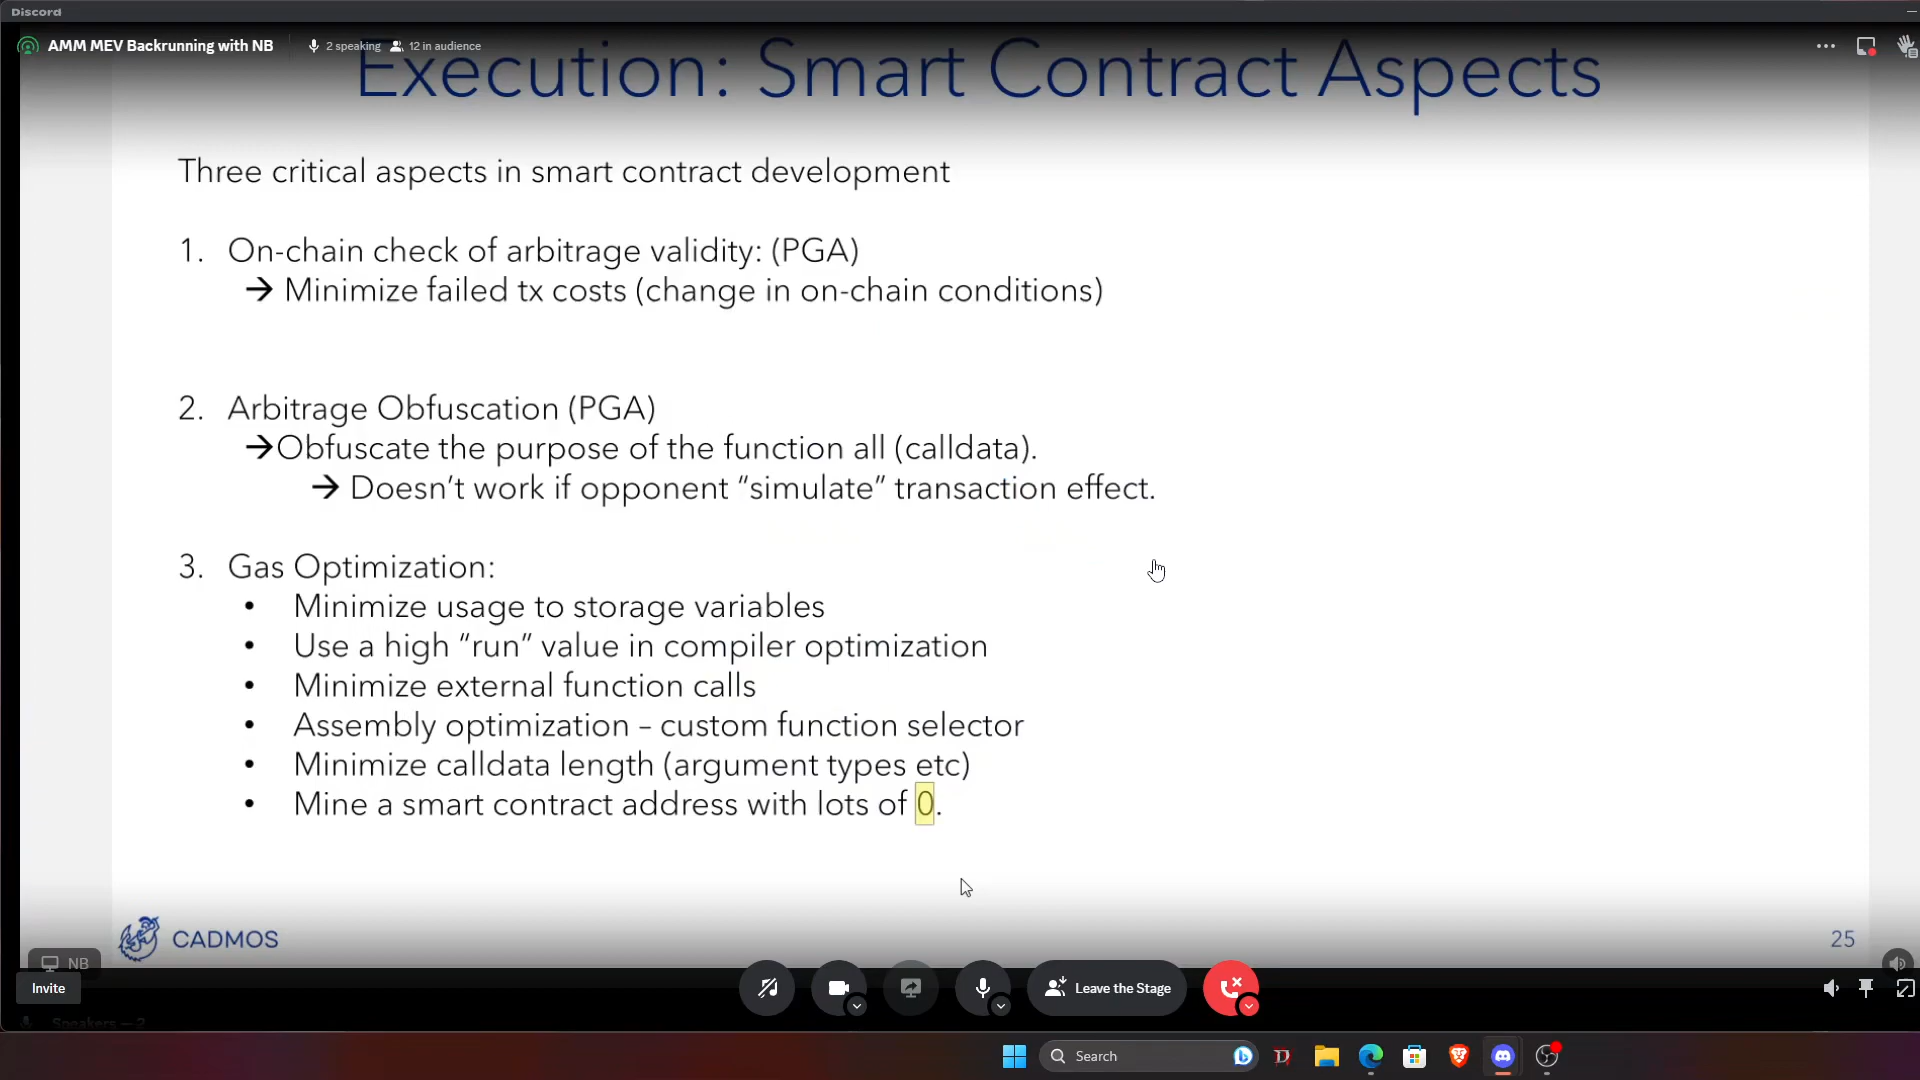 Discord
AMM MEV Backrunning with NB
2 speaking
12 in audience
Execution: Smart Contract Aspects
Three critical aspects in smart contract development
1. On-chain check of arbitrage validity: (PGA)
→ Minimize failed tx costs (change in on-chain conditions)
2. Arbitrage Obfuscation (PGA)
→Obfuscate the purpose of the function all (calldata).
→ Doesn’t work if opponent “simulate” transaction effect.
3. Gas Optimization:
• Minimize usage to storage variables
• Use a high “run” value in compiler optimization
• Minimize external function calls
• Assembly optimization – custom function selector
• Minimize calldata length (argument types etc)
• Mine a smart contract address with lots of 0.
CADMOS
25
NB
Invite
Leave the Stage
Speakers — 2
Search